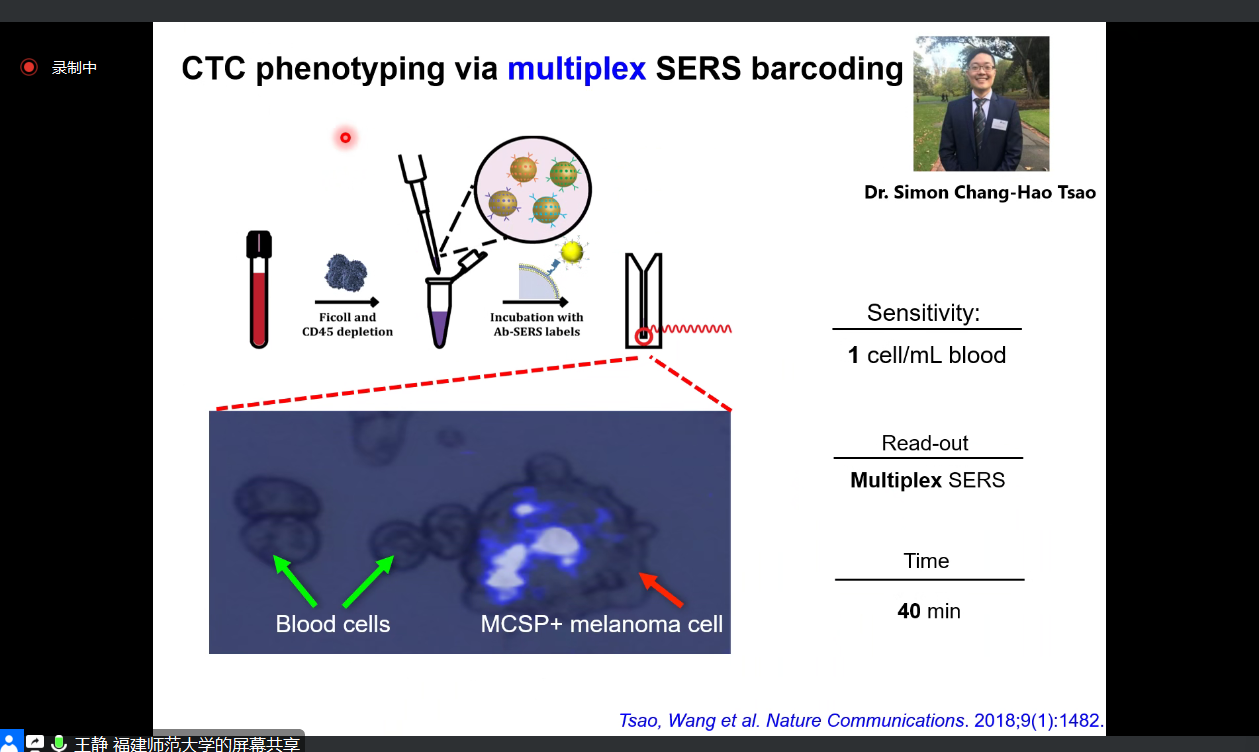 录制中
CTC phenotyping via multiplex SERS barcoding
Dr. Simon Chang-Hao Tsao
Ficoll and
CD45 depletion
Incubation with
Ab-SERS labels
Sensitivity:
1 cell/mL blood
Read-out
Multiplex SERS
Time
40 min
Blood cells
MCSP+ melanoma cell
Tsao, Wang et al. Nature Communications. 2018;9(1):1482.
王静 福建师范大学的屏幕共享